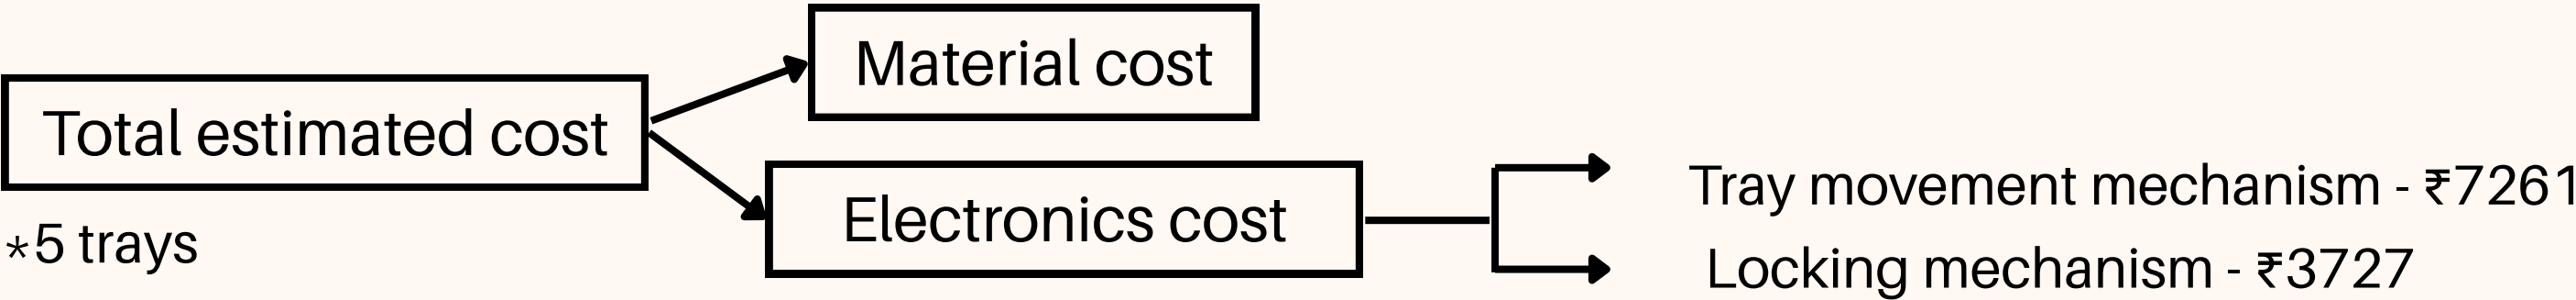 Material cost
Total estimated cost
Tray movement mechanism - ₹7261
Electronics cost
*5 trays
Locking mechanism - ₹3727